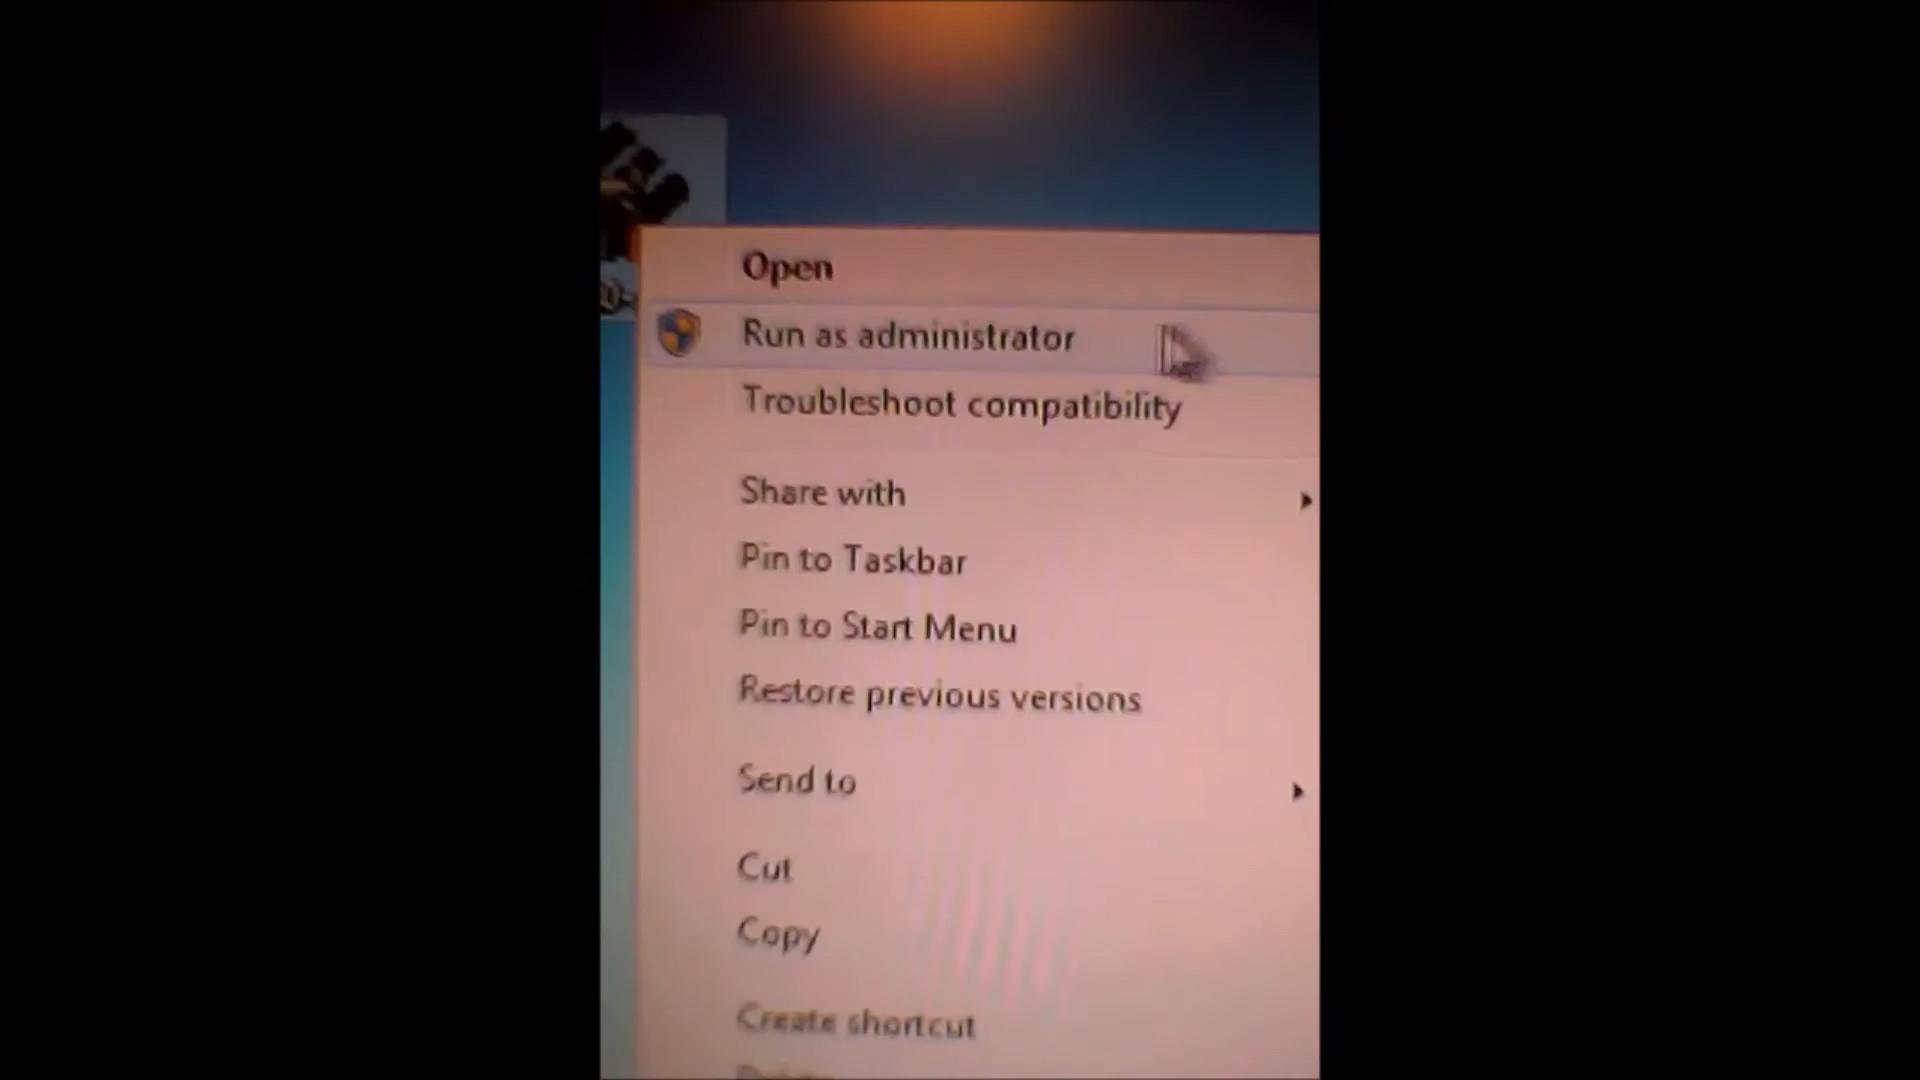 Open
Run as administrator
Troubleshoot compatibility
Share with
Pin to Taskbar
Pin to Start Menu
Restore previous versions
Send to
Cut
Copy
Create shortcut